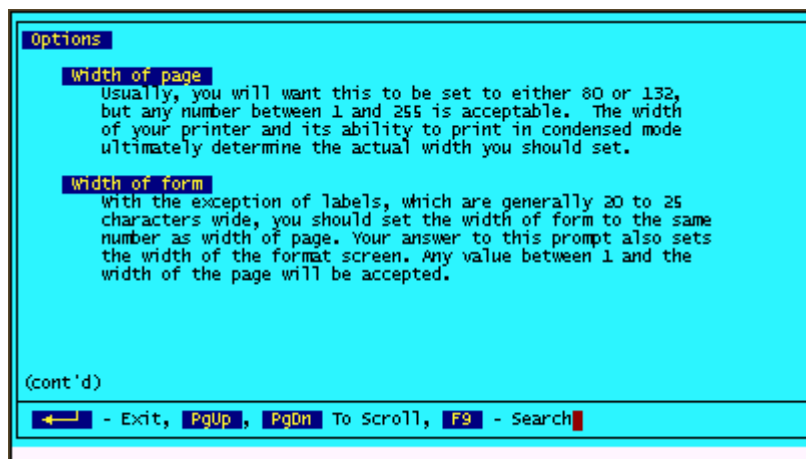 Options
Width of page
Usually, you will want this to be set to either 80 or 132,
but any number between 1 and 255 is acceptable.  The width
of your printer and its ability to print in condensed mode
ultimately determine the actual width you should set.
Width of form
With the exception of labels, which are generally 20 to 25
characters wide, you should set the width of form to the same
number as width of page. Your answer to this prompt also sets
the width of the format screen. Any value between 1 and the
width of the page will be accepted.
(cont'd)
- Exit, PgUp , PgDn To Scroll, F9 - Search